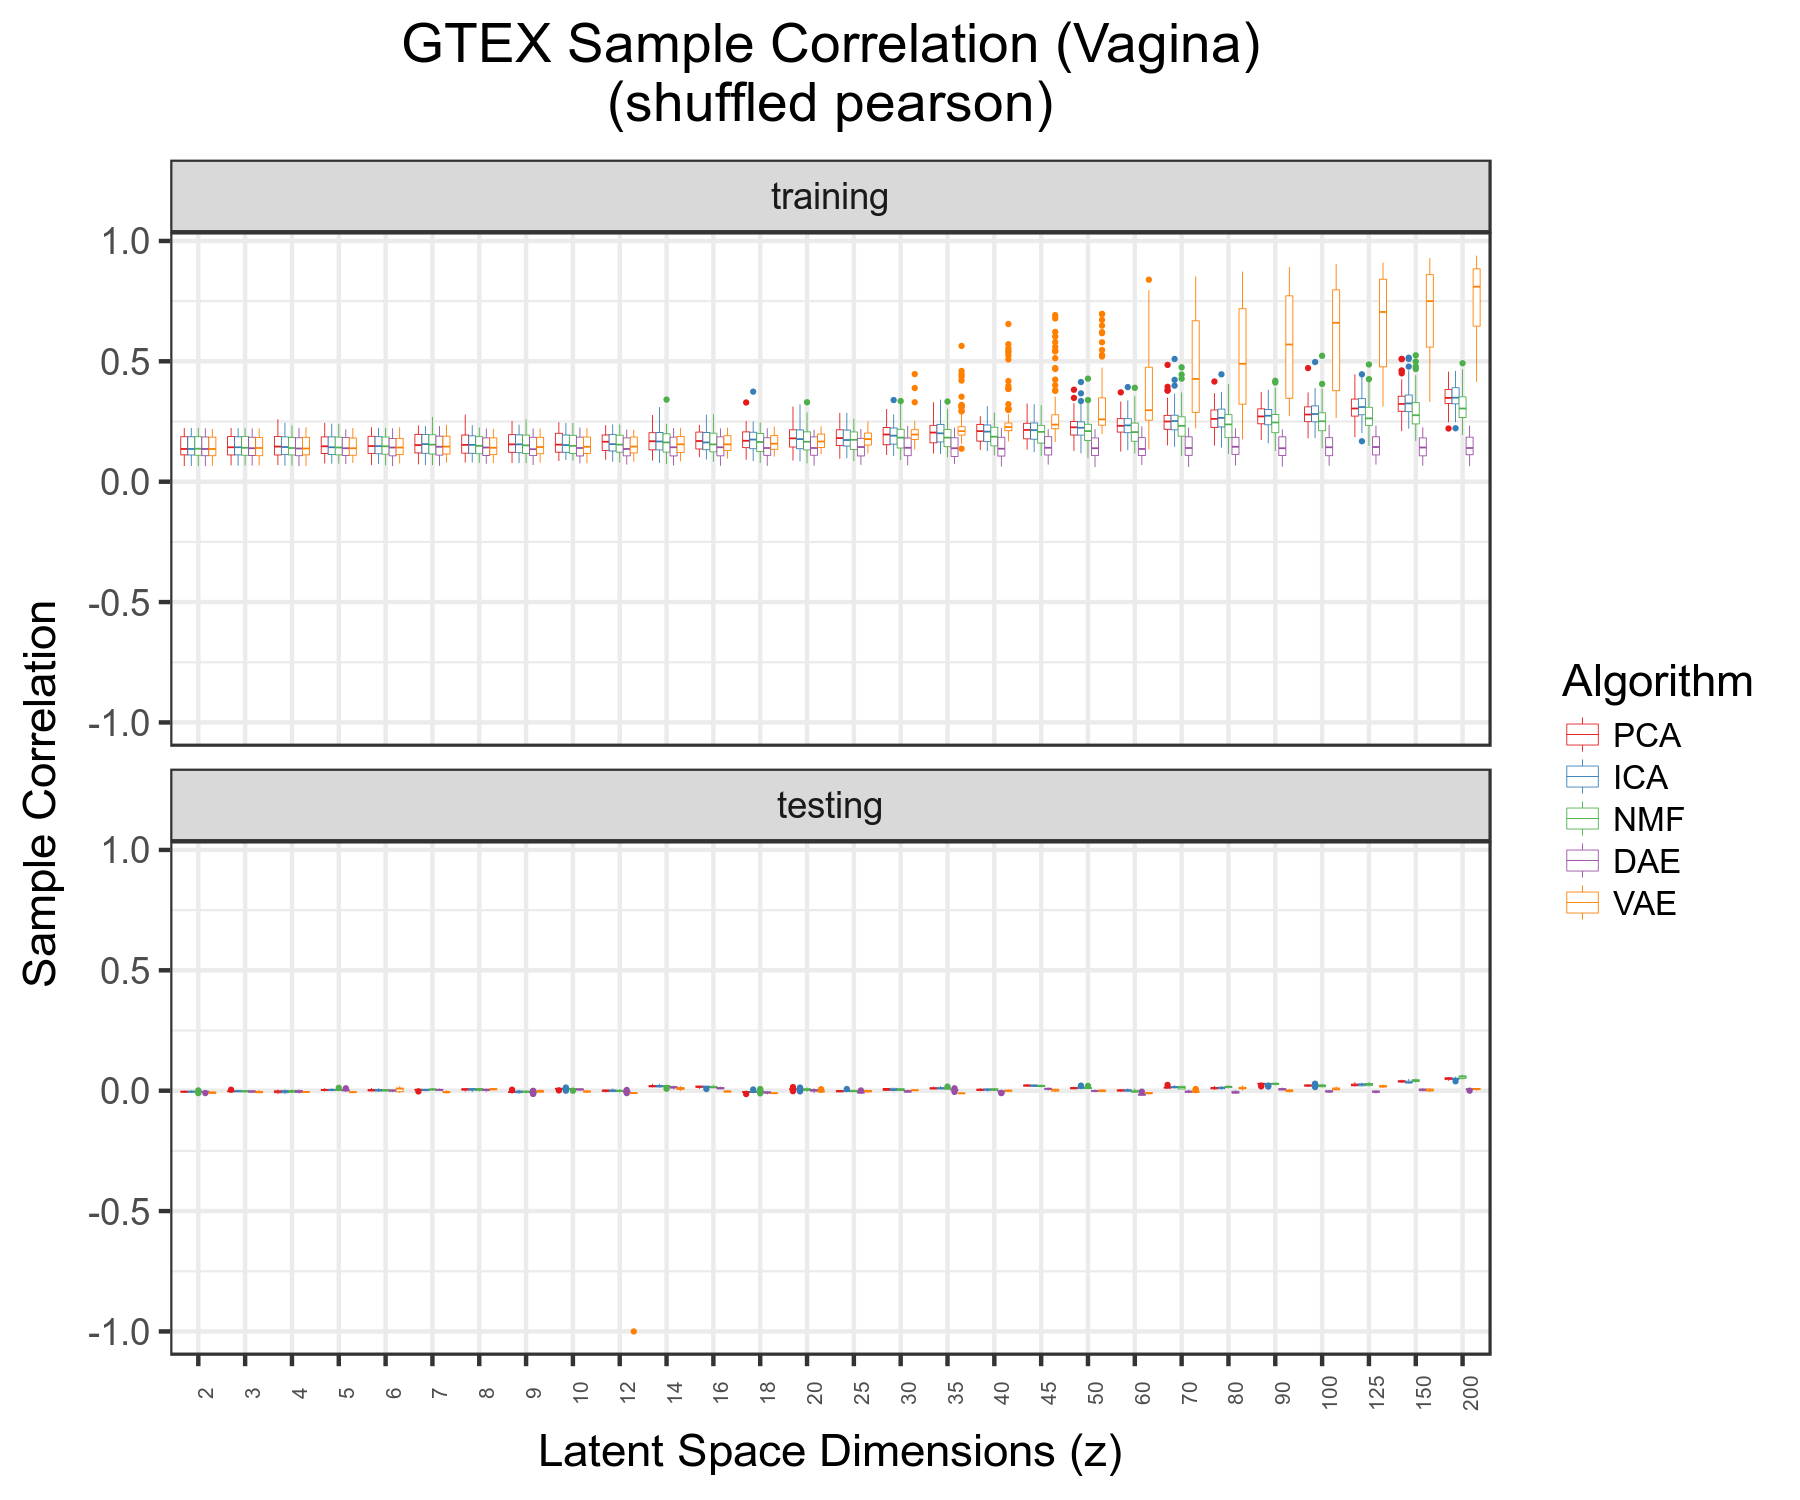 GTEX Sample Correlation (Vagina)
(shuffled pearson)
training
1.0
0.5
0.0
-0.5
-1.0
testing
1.0
0.5
0.0
-0.5
-1.0
Sample Correlation
2 3 4 5 6 7 8 9 10 12 14 16 18 20 25 30 35 40 45 50 60 70 80 90 100 125 150 200
Latent Space Dimensions (z)
Algorithm
PCA
ICA
NMF
DAE
VAE